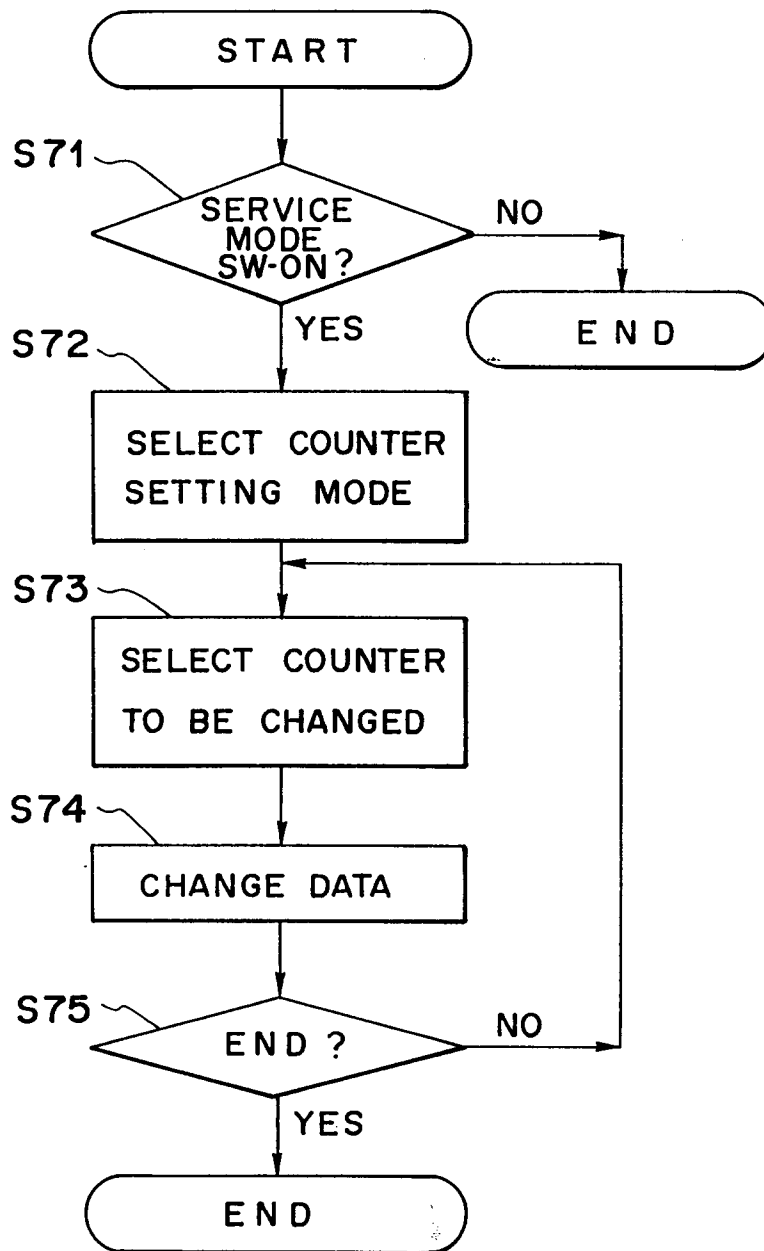 START
S71
SERVICE
MODE
SW-ON?
NO
END
YES
S72
SELECT COUNTER
SETTING MODE
S73
SELECT COUNTER
TO BE CHANGED
S74
CHANGE DATA
S75
END?
NO
YES
END